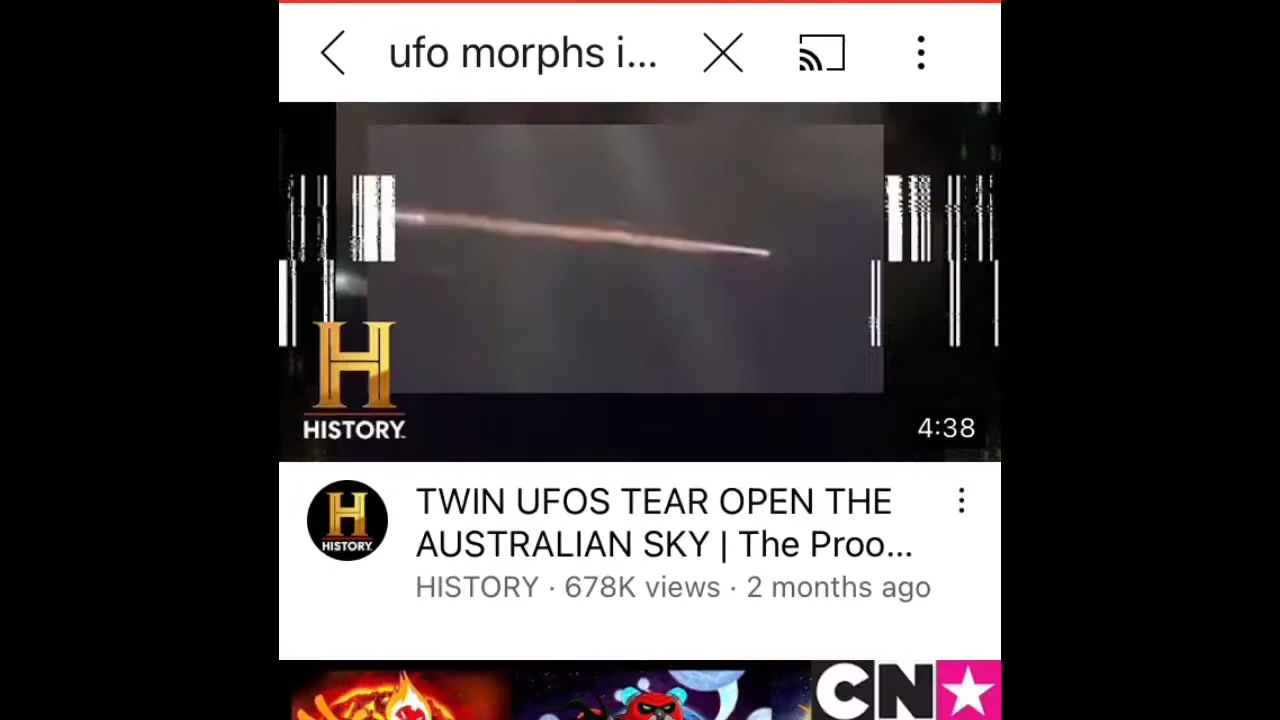 ufo morphs i...
H
HISTORY
4:38
H
HISTORY
TWIN UFOS TEAR OPEN THE
AUSTRALIAN SKY | The Proo...
HISTORY · 678K views · 2 months ago
CN